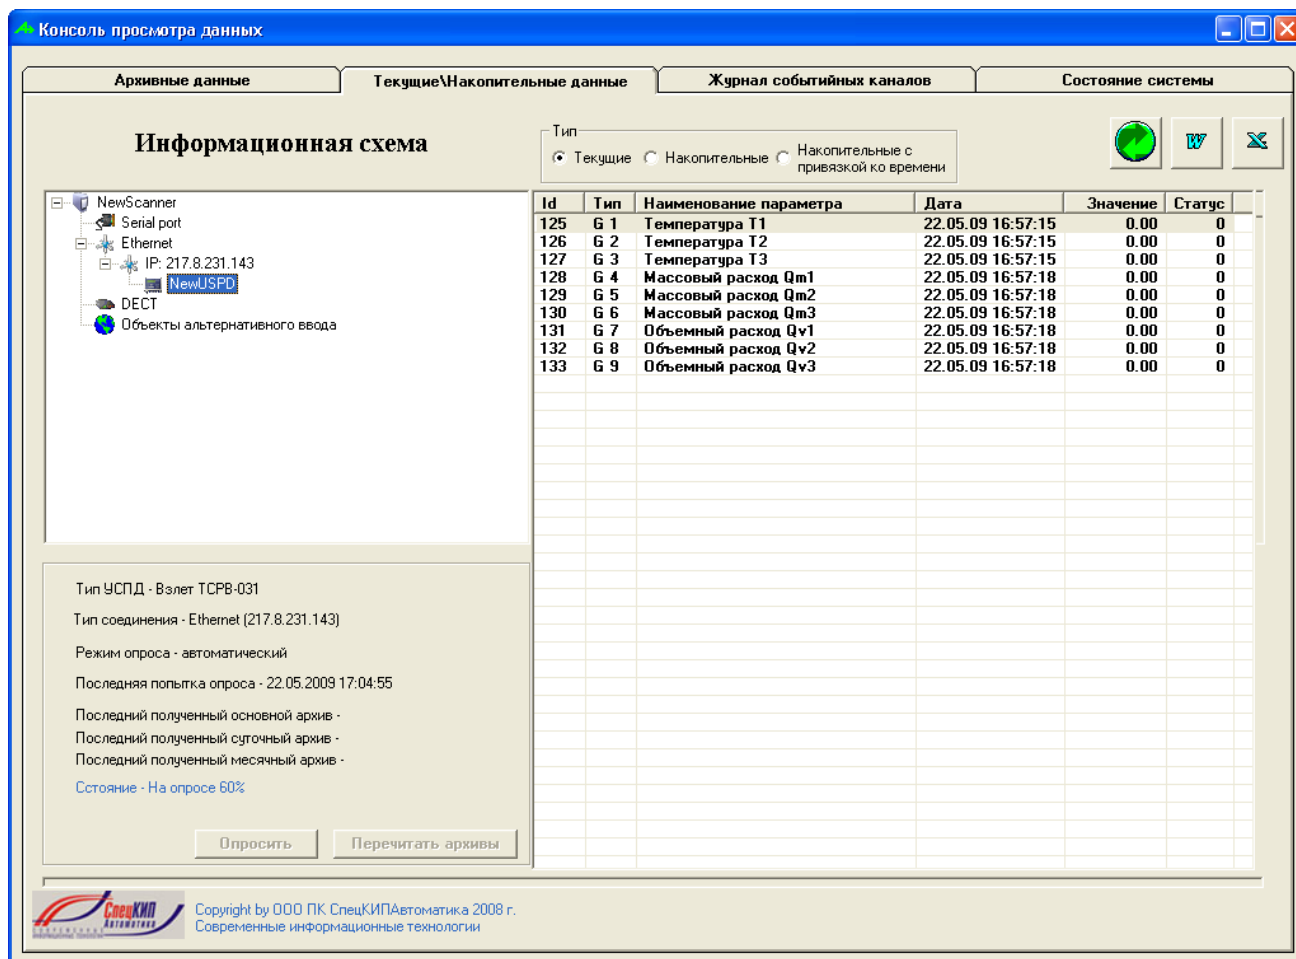 Консоль просмотра данных
Архивные данные
Текущие\Накопительные данные
Журнал событийных каналов
Состояние системы
Информационная схема
Тип
Текущие
Накопительные
Накопительные с
привязкой ко времени
NewScanner
Serial port
Ethernet
IP: 217.8.231.143
NewUSPD
DECT
Объекты альтернативного ввода
Id Тип Наименование параметра Дата Значение Статус
125 G 1 Температура T1 22.05.09 16:57:15 0.00 0
126 G 2 Температура T2 22.05.09 16:57:15 0.00 0
127 G 3 Температура T3 22.05.09 16:57:15 0.00 0
128 G 4 Массовый расход Qm1 22.05.09 16:57:18 0.00 0
129 G 5 Массовый расход Qm2 22.05.09 16:57:18 0.00 0
130 G 6 Массовый расход Qm3 22.05.09 16:57:18 0.00 0
131 G 7 Объемный расход Qv1 22.05.09 16:57:18 0.00 0
132 G 8 Объемный расход Qv2 22.05.09 16:57:18 0.00 0
133 G 9 Объемный расход Qv3 22.05.09 16:57:18 0.00 0
Тип УСПД - Взлет ТСРВ-031
Тип соединения - Ethernet (217.8.231.143)
Режим опроса - автоматический
Последняя попытка опроса - 22.05.2009 17:04:55
Последний полученный основной архив -
Последний полученный суточный архив -
Последний полученный месячный архив -
Сстояние - На опросе 60%
Опросить
Перечитать архивы
СпецКИП
Автоматика
Copyright by ООО ПК СпецКИПАвтоматика 2008 г.
Современные информационные технологии